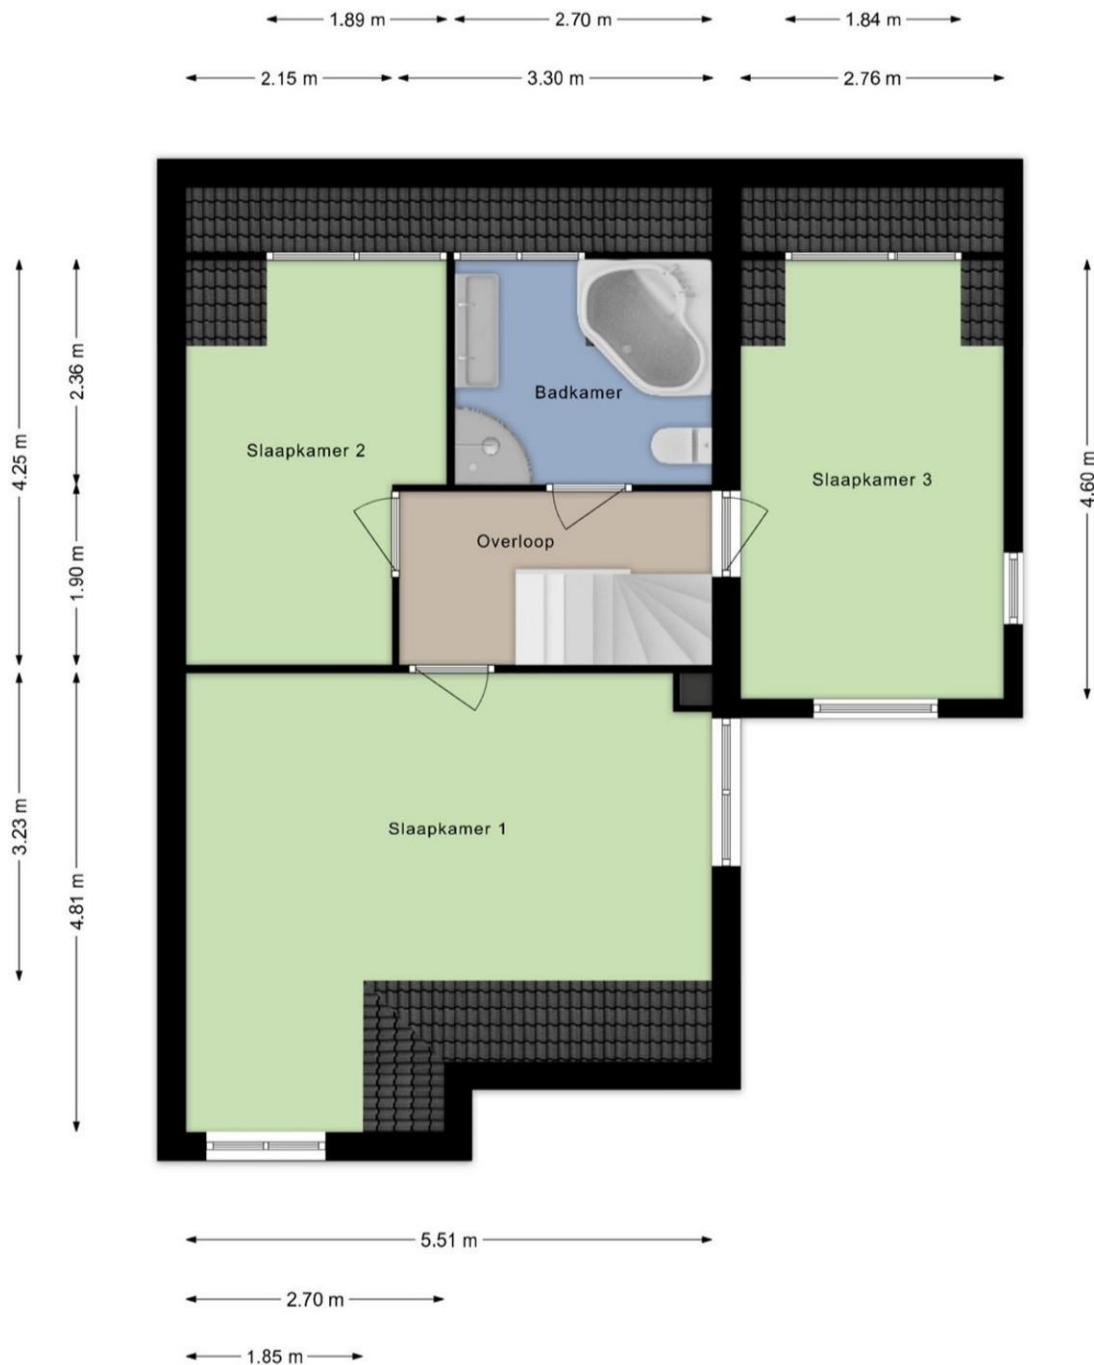 1.89 m
2.70 m
1.84 m
2.15 m
3.30 m
2.76 m
4.25 m
2.36 m
1.90 m
3.23 m
4.81 m
Badkamer
Slaapkamer 2
Slaapkamer 3
Overloop
Slaapkamer 1
4.60 m
5.51 m
2.70 m
1.85 m